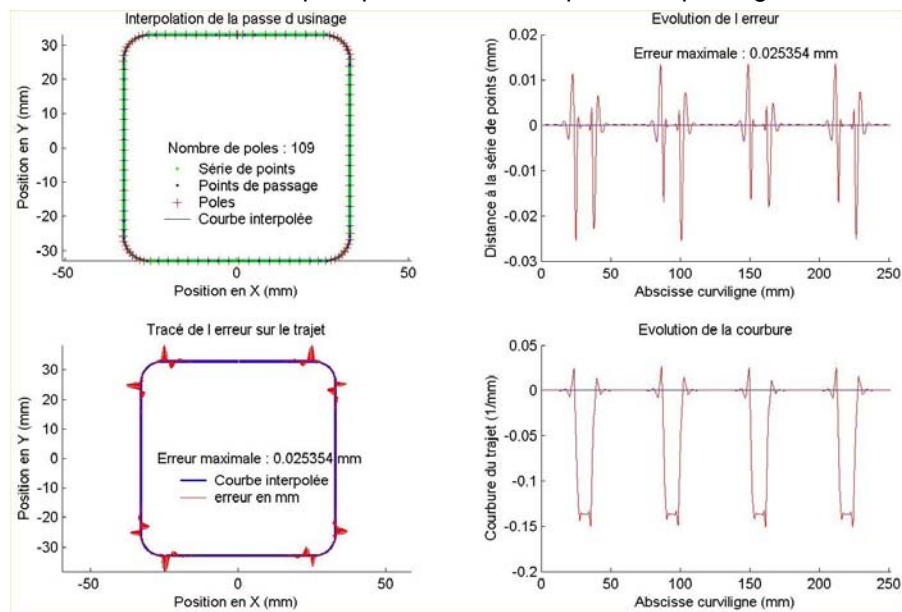 Interpolation de la passe d usinage
Position en Y (mm)
30
20
10
0
-10
-20
-30
Nombre de poles : 109
Série de points
Points de passage
Poles
Courbe interpolée
-50
0
50
Position en X (mm)
Evolution de l erreur
Distance à la série de points (mm)
0.02
0.01
0
-0.01
-0.02
-0.03
Erreur maximale : 0.025354 mm
0
50
100
150
200
250
Abscisse curviligne (mm)
Tracé de l erreur sur le trajet
Position en Y (mm)
30
20
10
0
-10
-20
-30
Erreur maximale : 0.025354 mm
Courbe interpolée
erreur en mm
-50
0
50
Position en X (mm)
Evolution de la courbure
Courbure du trajet (1/mm)
0.05
0
-0.05
-0.1
-0.15
-0.2
0
50
100
150
200
250
Abscisse curviligne (mm)